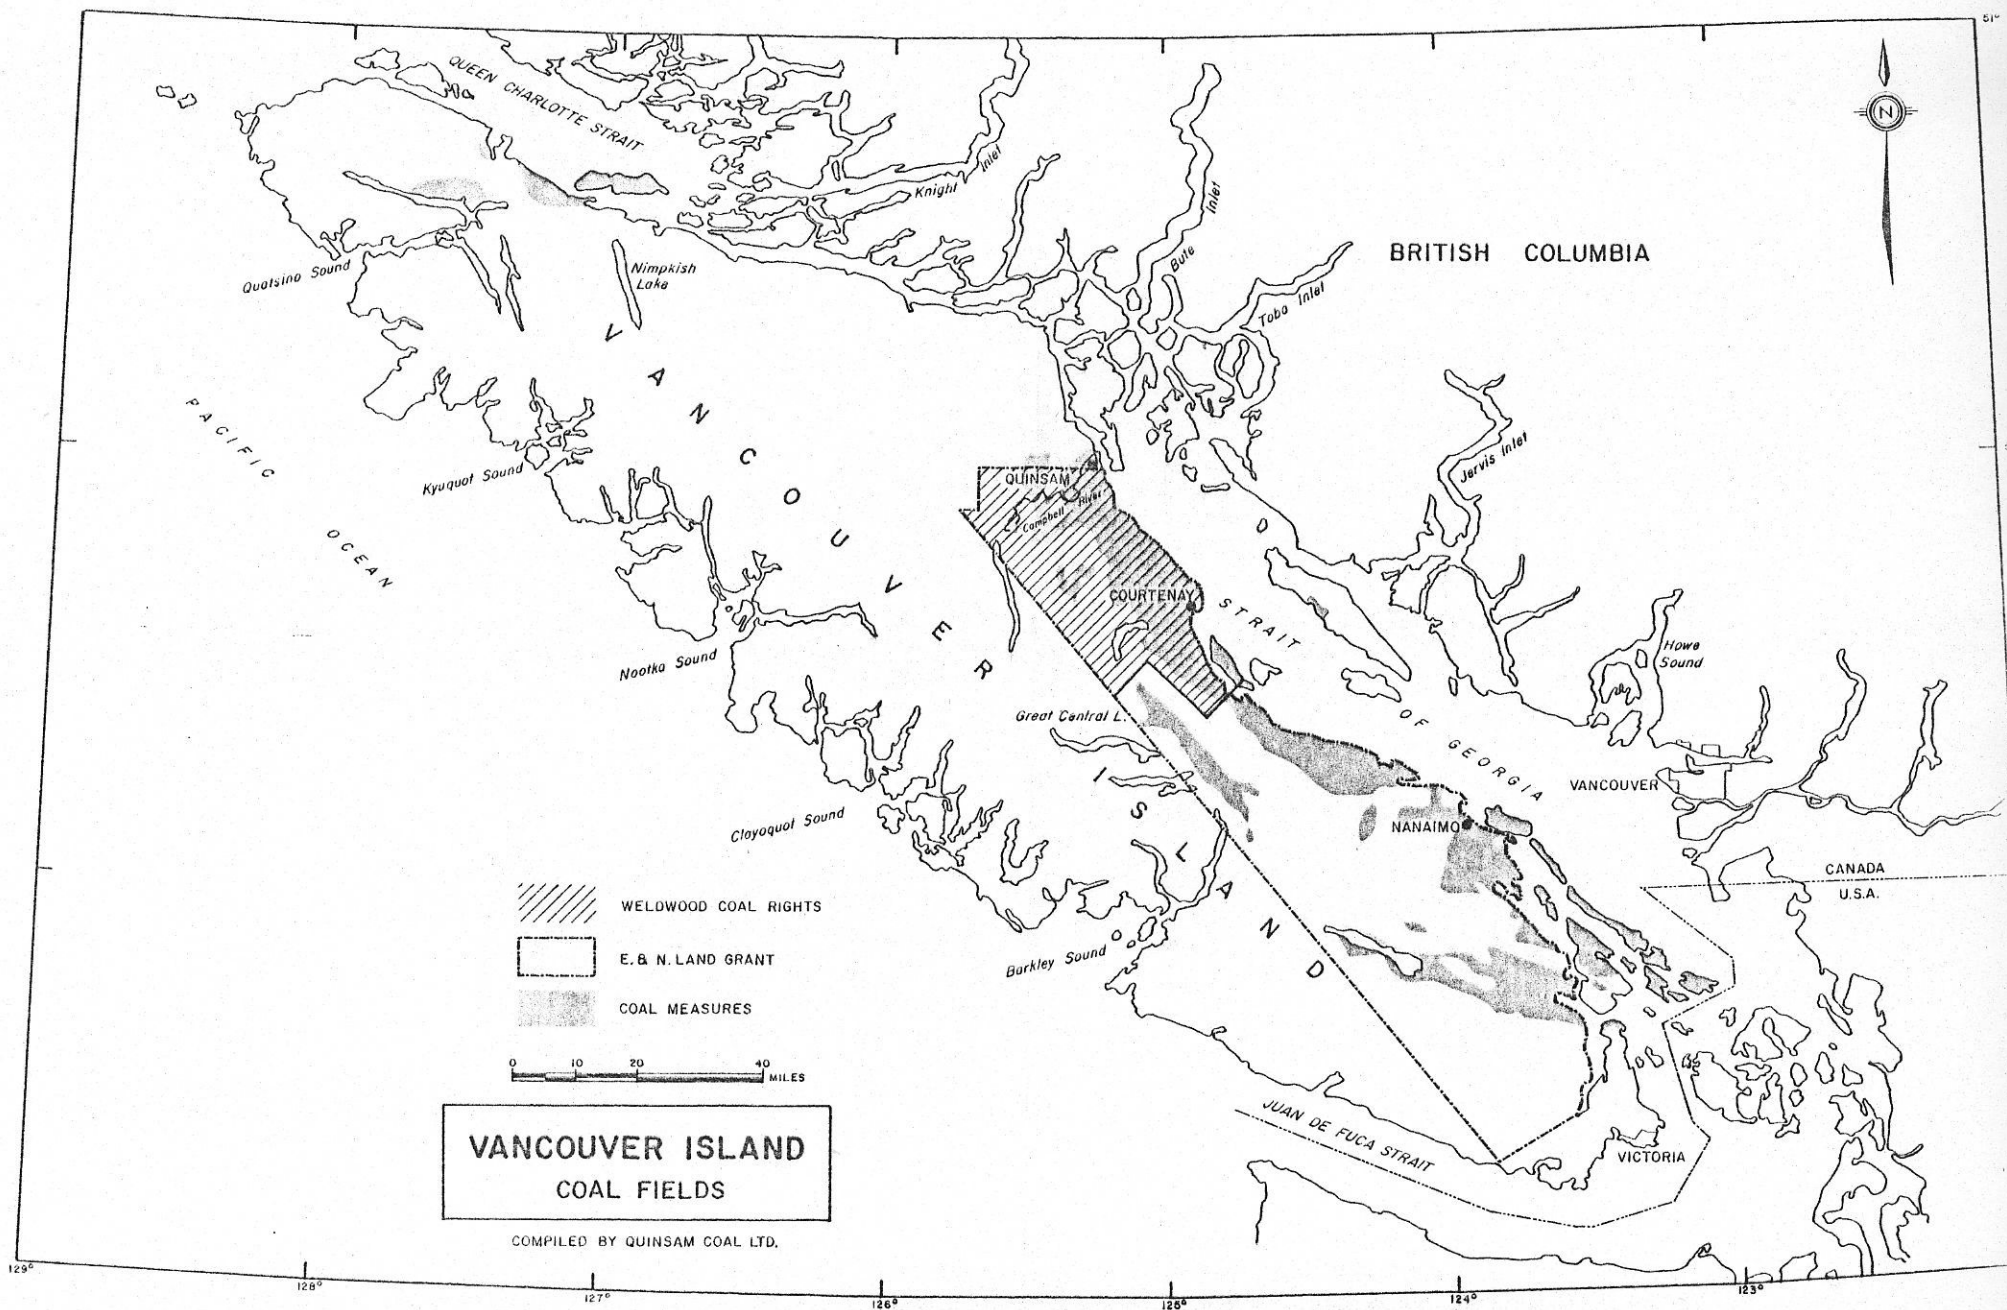 51°
QUEEN CHARLOTTE STRAIT
N
Knight Inlet
Inlet
Bute
BRITISH COLUMBIA
Quatsino Sound
Nimpkish
Lake
Toba Inlet
VANCOUVER ISLAND
PACIFIC
OCEAN
Kyuquot Sound
Jervis Inlet
QUINSAM
Campbell River
COURTENAY
STRAIT OF GEORGIA
Nootka Sound
Howe
Sound
Great Central L.
VANCOUVER
Clayoquot Sound
NANAIMO
CANADA
U.S.A.
WELDWOOD COAL RIGHTS
Barkley Sound
E. & N. LAND GRANT
COAL MEASURES
0 10 20 40
MILES
JUAN DE FUCA STRAIT
VICTORIA
VANCOUVER ISLAND
COAL FIELDS
COMPILED BY QUINSAM COAL LTD.
129° 128° 127° 126° 125° 124° 123°